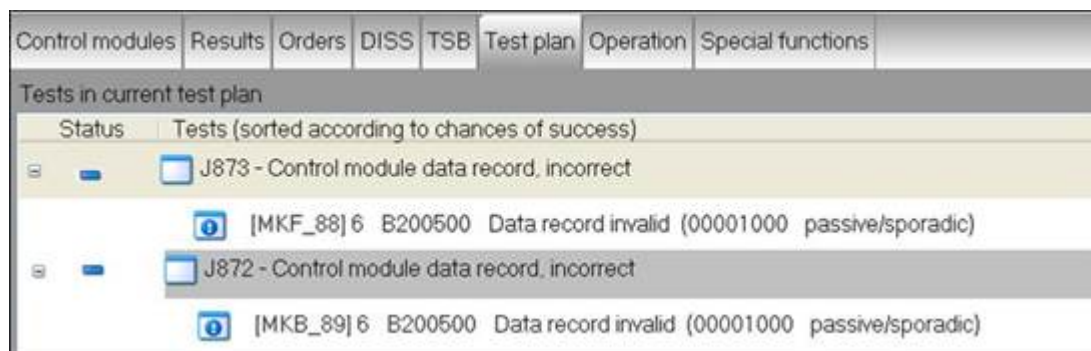 Control modules Results Orders DISS TSB Test plan Operation Special functions
Tests in current test plan
Status Tests (sorted according to chances of success)
J873 - Control module data record, incorrect
[MKF_88] 6 B200500 Data record invalid (00001000 passive/sporadic)
J872 - Control module data record, incorrect
[MKB_89] 6 B200500 Data record invalid (00001000 passive/sporadic)